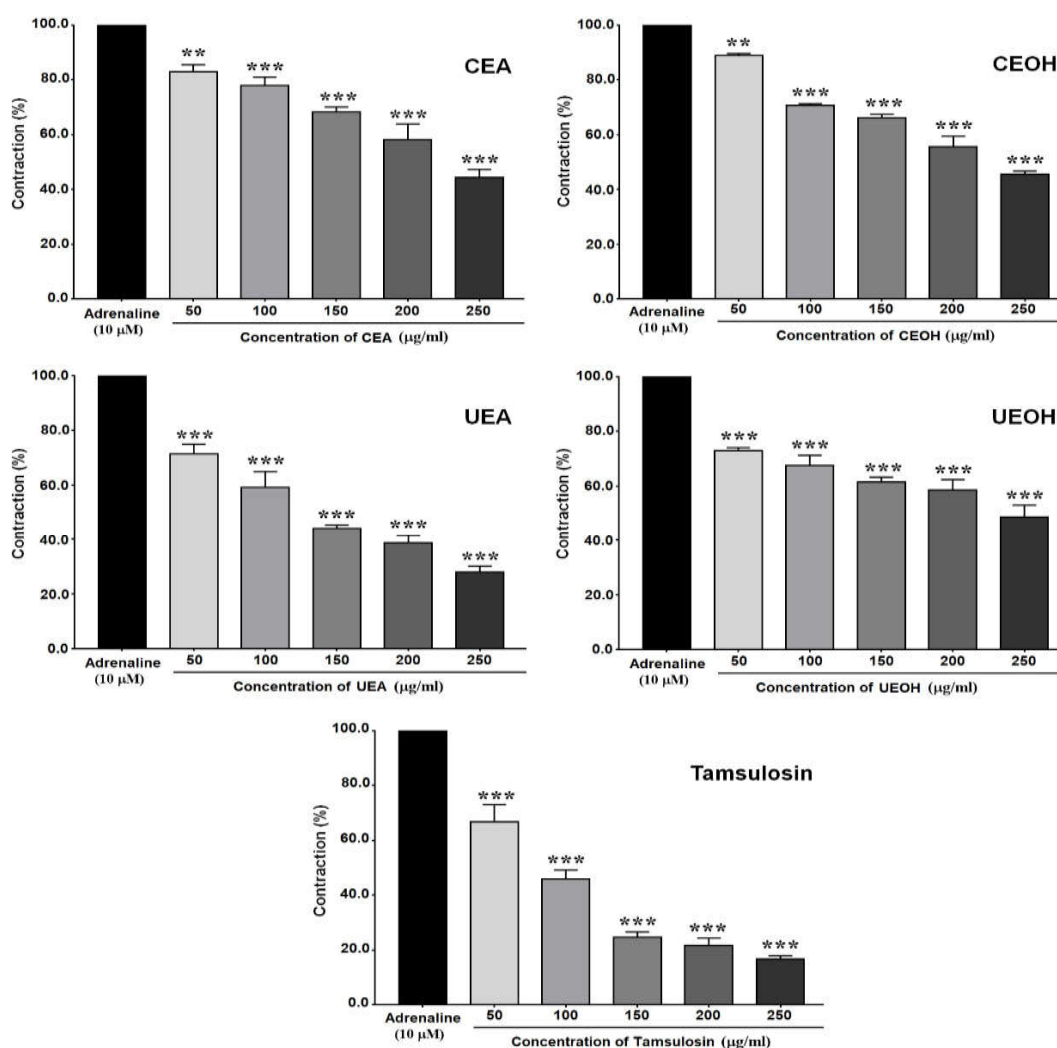 100.0
80.0
60.0
40.0
20.0
0.0
Contraction (%)
**
***
***
***
***
CEA
Adrenaline
(10 µM)
50 100 150 200 250
Concentration of CEA (µg/ml)
100.0
80.0
60.0
40.0
20.0
0.0
Contraction (%)
**
***
***
***
***
CEOH
Adrenaline
(10 µM)
50 100 150 200 250
Concentration of CEOH (µg/ml)
100.0
80.0
60.0
40.0
20.0
0.0
Contraction (%)
***
***
***
***
***
UEA
Adrenaline
(10 µM)
50 100 150 200 250
Concentration of UEA (µg/ml)
100.0
80.0
60.0
40.0
20.0
0.0
Contraction (%)
***
***
***
***
***
UEOH
Adrenaline
(10 µM)
50 100 150 200 250
Concentration of UEOH (µg/ml)
100.0
80.0
60.0
40.0
20.0
0.0
Contraction (%)
***
***
***
***
***
Tamsulosin
Adrenaline
(10 µM)
50 100 150 200 250
Concentration of Tamsulosin (µg/ml)